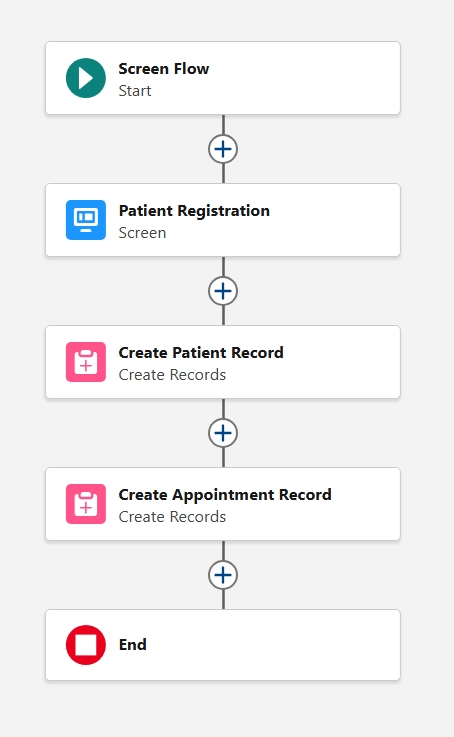 Screen Flow
Start
Patient Registration
Screen
Create Patient Record
Create Records
Create Appointment Record
Create Records
End